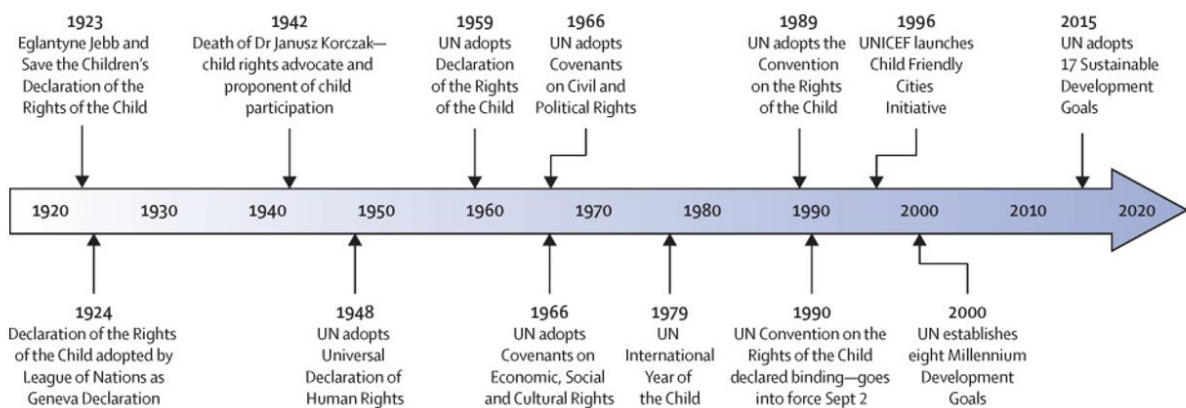 1923
Eglantyne Jebb and
Save the Children's
Declaration of the
Rights of the Child
1942
Death of Dr Janusz Korczak—
child rights advocate and
proponent of child
participation
1959
UN adopts
Declaration
of the Rights
of the Child
1966
UN adopts
Covenants
on Civil and
Political Rights
1989
UN adopts the
Convention
on the Rights
of the Child
1996
UNICEF launches
Child Friendly
Cities
Initiative
2015
UN adopts
17 Sustainable
Development
Goals
1920 1930 1940 1950 1960 1970 1980 1990 2000 2010 2020
1924
Declaration of the Rights
of the Child adopted by
League of Nations as
Geneva Declaration
1948
UN adopts
Universal
Declaration of
Human Rights
1966
UN adopts
Covenants on
Economic, Social
and Cultural Rights
1979
UN
International
Year of
the Child
1990
UN Convention on the
Rights of the Child
declared binding—goes
into force Sept 2
2000
UN establishes
eight Millennium
Development
Goals